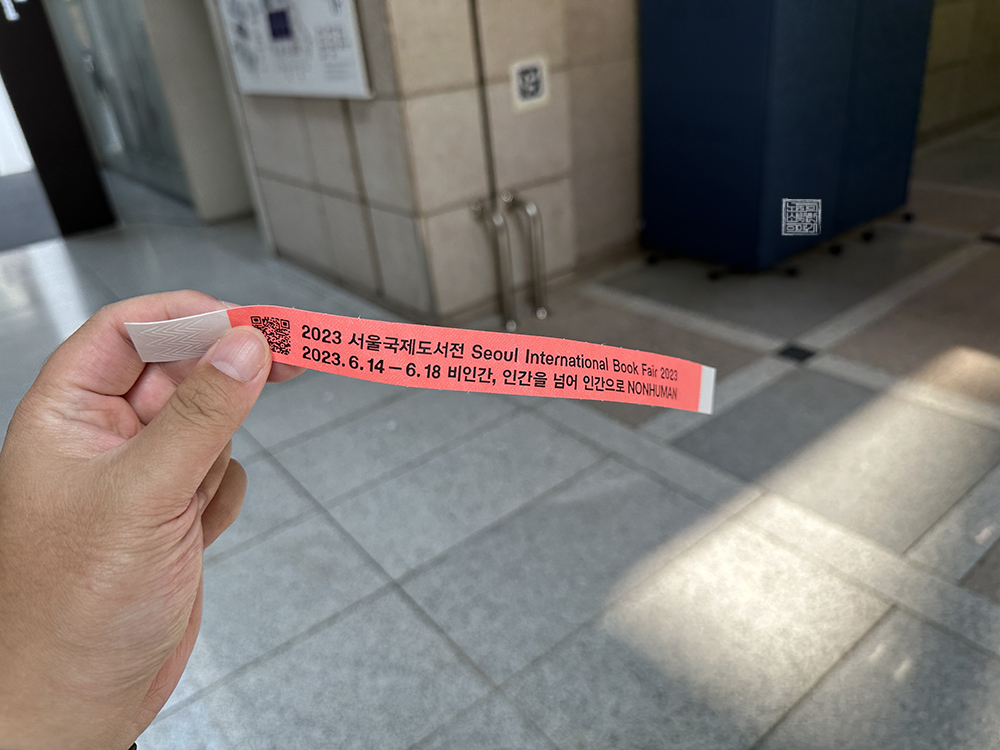 2023 서울국제도서전 Seoul International Book Fair 2023
2023. 6. 14 — 6. 18 비인간, 인간을 넘어 인간으로 NONHUMAN